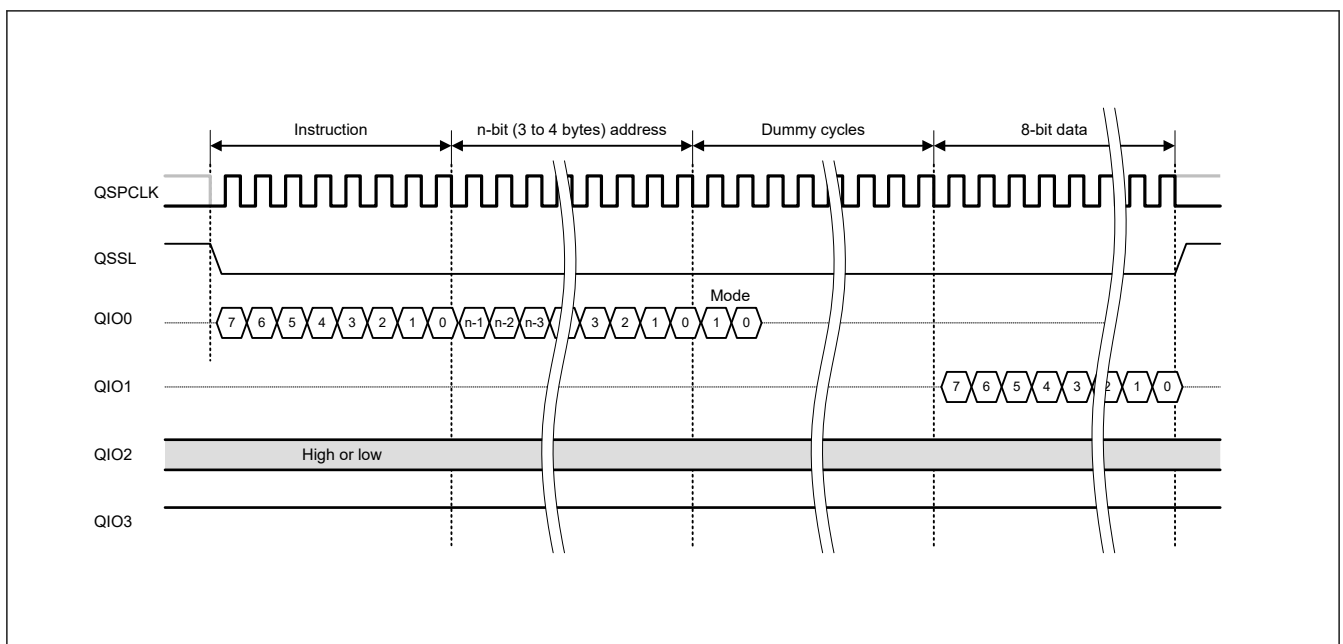 Instruction n-bit (3 to 4 bytes) address Dummy cycles 8-bit data
QSPCLK
QSSL
Mode
QIO0 7 6 5 4 3 2 1 0 n-1 n-2 n-3 3 2 1 0 1 0
QIO1 7 6 5 4 3 2 1 0
QIO2 High or low
QIO3